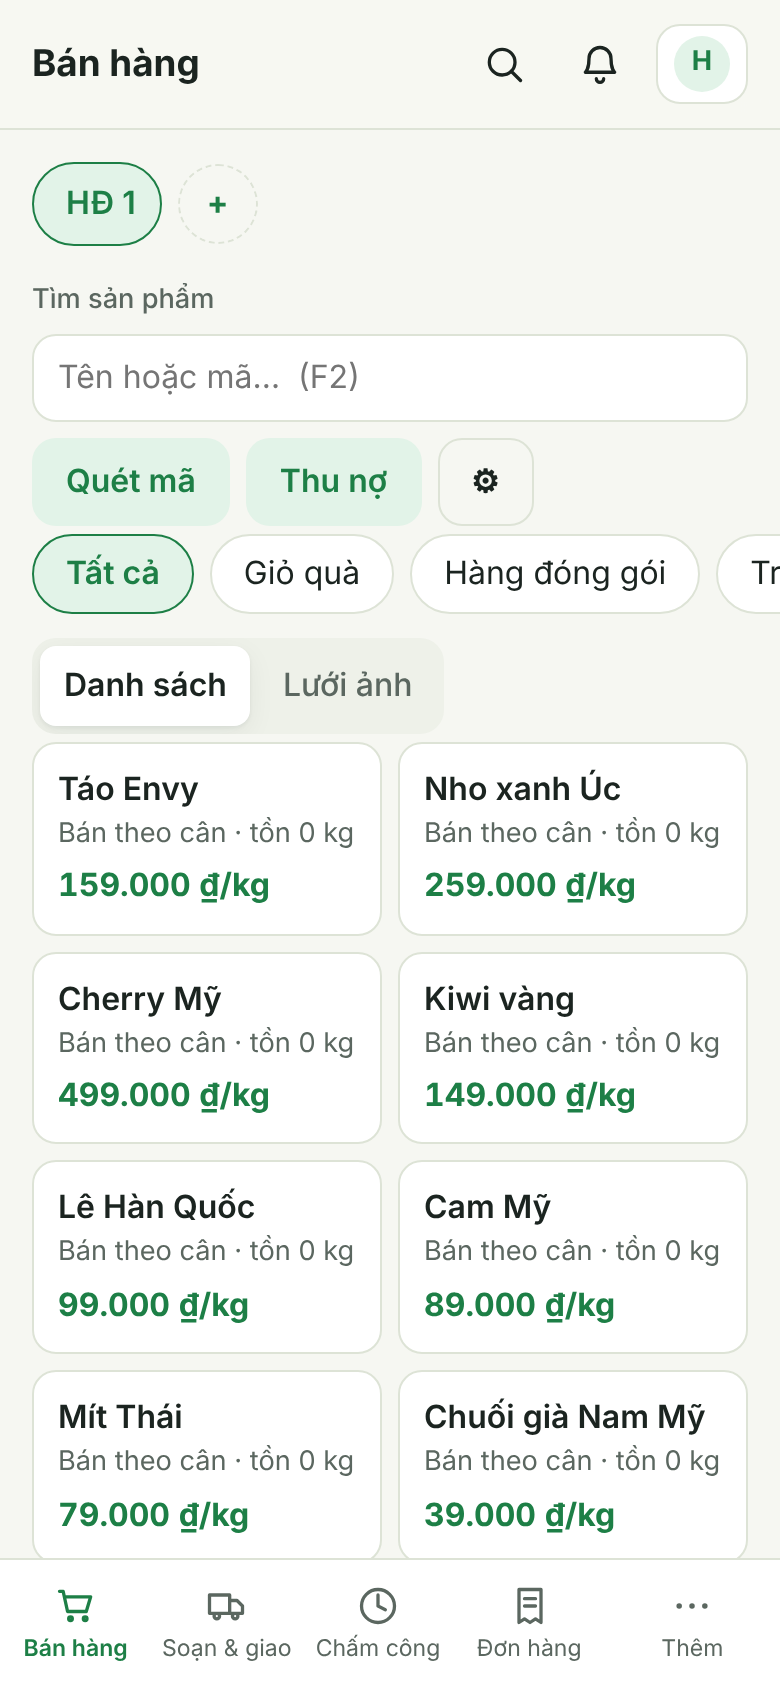 Bán hàng
H
HĐ 1
+
Tìm sản phẩm
Tên hoặc mã... (F2)
Quét mã
Thu nợ
Tất cả
Giỏ quà
Hàng đóng gói
Tr
Danh sách
Lưới ảnh
Táo Envy
Bán theo cân · tồn 0 kg
159.000 ₫/kg
Nho xanh Úc
Bán theo cân · tồn 0 kg
259.000 ₫/kg
Cherry Mỹ
Bán theo cân · tồn 0 kg
499.000 ₫/kg
Kiwi vàng
Bán theo cân · tồn 0 kg
149.000 ₫/kg
Lê Hàn Quốc
Bán theo cân · tồn 0 kg
99.000 ₫/kg
Cam Mỹ
Bán theo cân · tồn 0 kg
89.000 ₫/kg
Mít Thái
Bán theo cân · tồn 0 kg
79.000 ₫/kg
Chuối già Nam Mỹ
Bán theo cân · tồn 0 kg
39.000 ₫/kg
Bán hàng
Soạn & giao
Chấm công
Đơn hàng
Thêm